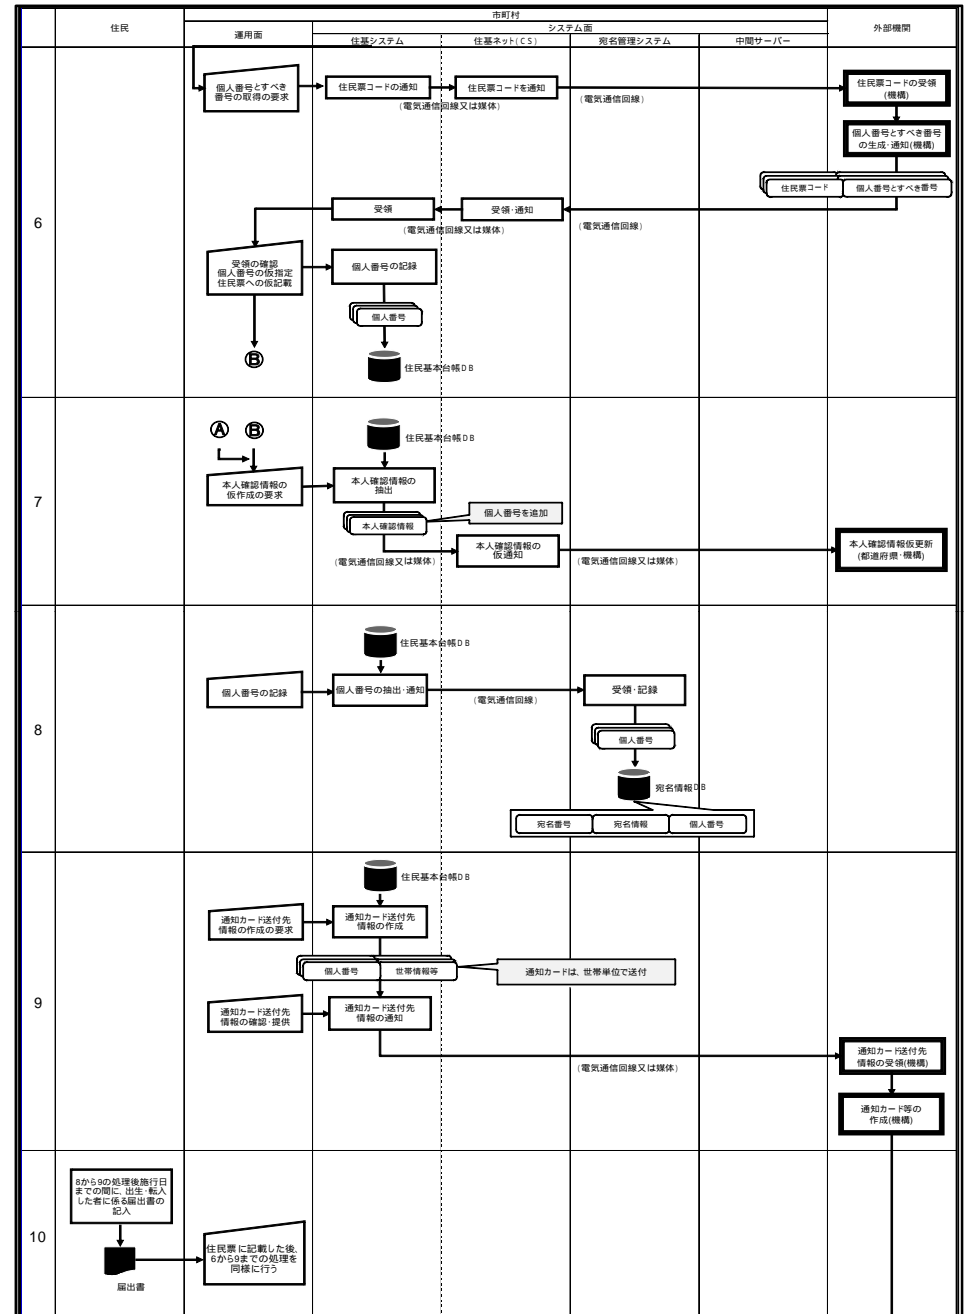 市町村
住民
運用面
システム面
外部機関
住基システム
住基ネット(CS)
宛名管理システム
中間サーバー
6
個人番号とすべき
番号の取得の要求
住民票コードの通知
住民票コードを通知
住民票コードの受領
(機構)
(電気通信回線又は媒体)
(電気通信回線)
個人番号とすべき番号
の生成・通知(機構)
住民票コード
個人番号とすべき番号
受領
受領・通知
(電気通信回線又は媒体)
(電気通信回線)
受領の確認
個人番号の仮指定
住民票への仮記載
個人番号の記録
個人番号
Ⓑ
住民基本台帳DB
7
Ⓐ
Ⓑ
住民基本台帳DB
本人確認情報の
仮作成の要求
本人確認情報の
抽出
本人確認情報
個人番号を追加
本人確認情報の
仮通知
本人確認情報仮更新
(都道府県・機構)
(電気通信回線又は媒体)
(電気通信回線又は媒体)
8
住民基本台帳DB
個人番号の記録
個人番号の抽出・通知
受領・記録
(電気通信回線)
個人番号
宛名情報DB
宛名番号
宛名情報
個人番号
9
住民基本台帳DB
通知カード送付先
情報の作成の要求
通知カード送付先
情報の作成
個人番号
世帯情報等
通知カードは、世帯単位で送付
通知カード送付先
情報の確認・提供
通知カード送付先
情報の通知
(電気通信回線又は媒体)
通知カード送付先
情報の受領(機構)
通知カード等の
作成(機構)
10
8から9の処理後施行日
までの間に、出生・転入
した者に係る届出書の
記入
届出書
住民票に記載した後、
6から9までの処理を
同様に行う